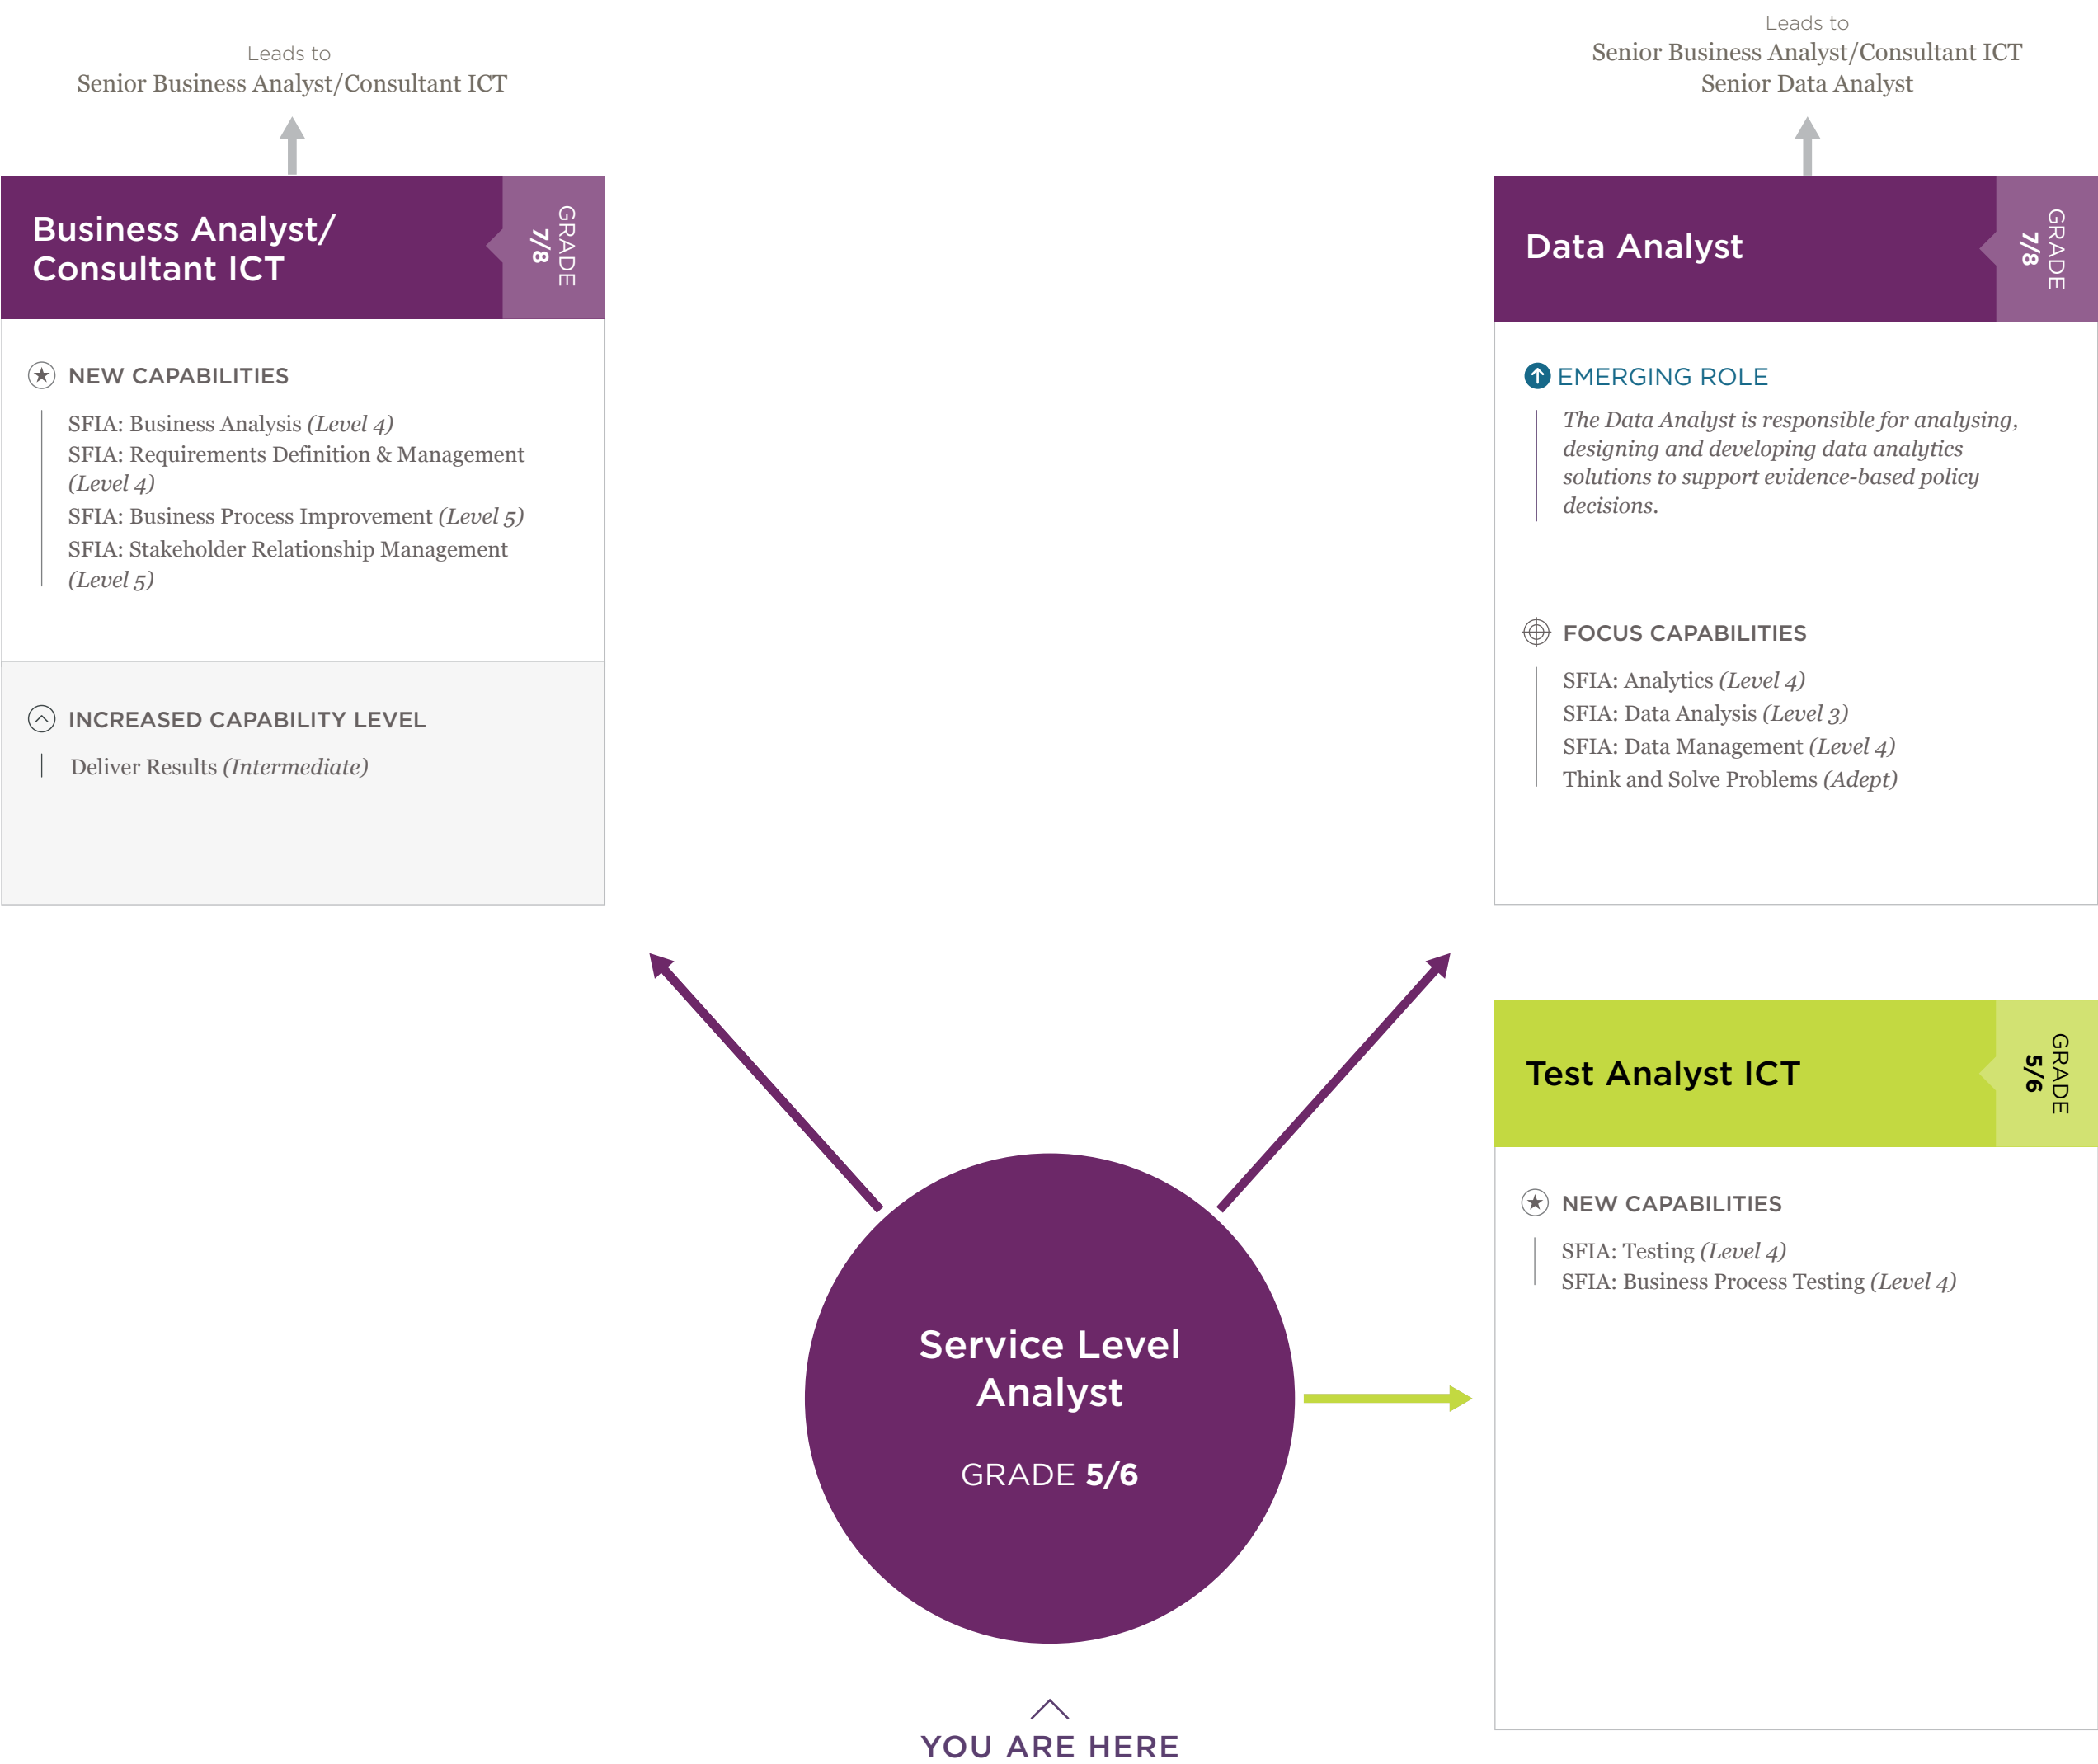 Leads to
Senior Business Analyst/Consultant ICT
Business Analyst/
Consultant ICT
GRADE
7/8
NEW CAPABILITIES
SFIA: Business Analysis (Level 4)
SFIA: Requirements Definition & Management
(Level 4)
SFIA: Business Process Improvement (Level 5)
SFIA: Stakeholder Relationship Management
(Level 5)
INCREASED CAPABILITY LEVEL
Deliver Results (Intermediate)
Leads to
Senior Business Analyst/Consultant ICT
Senior Data Analyst
Data Analyst
GRADE
7/8
EMERGING ROLE
The Data Analyst is responsible for analysing,
designing and developing data analytics
solutions to support evidence-based policy
decisions.
FOCUS CAPABILITIES
SFIA: Analytics (Level 4)
SFIA: Data Analysis (Level 3)
SFIA: Data Management (Level 4)
Think and Solve Problems (Adept)
Test Analyst ICT
GRADE
5/6
NEW CAPABILITIES
SFIA: Testing (Level 4)
SFIA: Business Process Testing (Level 4)
Service Level
Analyst
GRADE 5/6
YOU ARE HERE